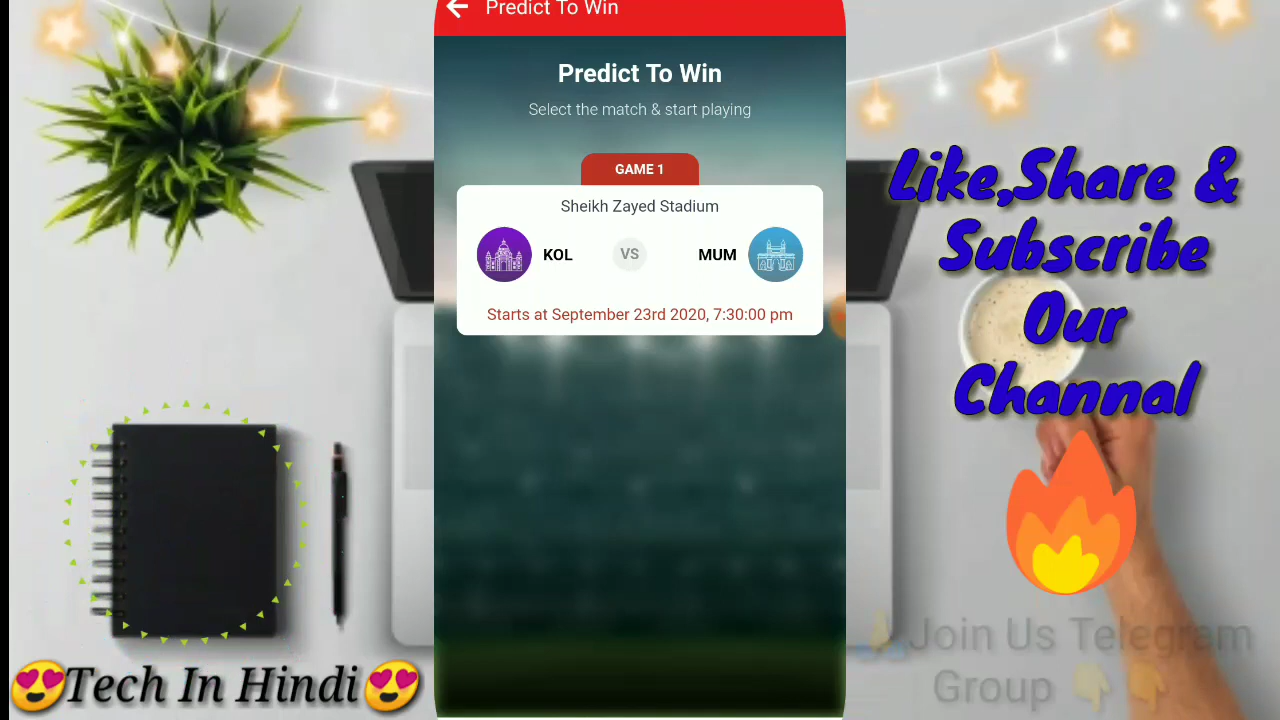 Predict To Win
Predict To Win
Select the match & start playing
GAME 1
Sheikh Zayed Stadium
KOL VS MUM
Starts at September 23rd 2020, 7:30:00 pm
Like,Share &
Subscribe
Our
Channal
Join Us Telegram
Group
Tech In Hindi